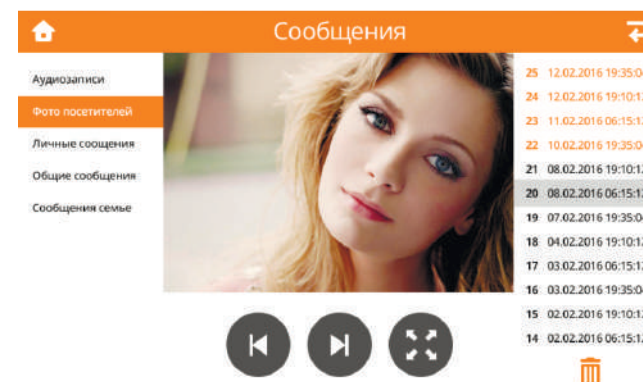 Сообщения
Аудиозаписи
Фото посетителей
Личные соощения
Общие сообщения
Сообщения семье
25 12.02.2016 19:35:0
24 12.02.2016 19:10:1
23 11.02.2016 06:15:1
22 10.02.2016 19:35:0
21 08.02.2016 19:10:1
20 08.02.2016 06:15:1
19 07.02.2016 19:35:0
18 04.02.2016 19:10:1
17 03.02.2016 06:15:1
16 03.02.2016 19:35:0
15 02.02.2016 19:10:1
14 02.02.2016 06:15:1